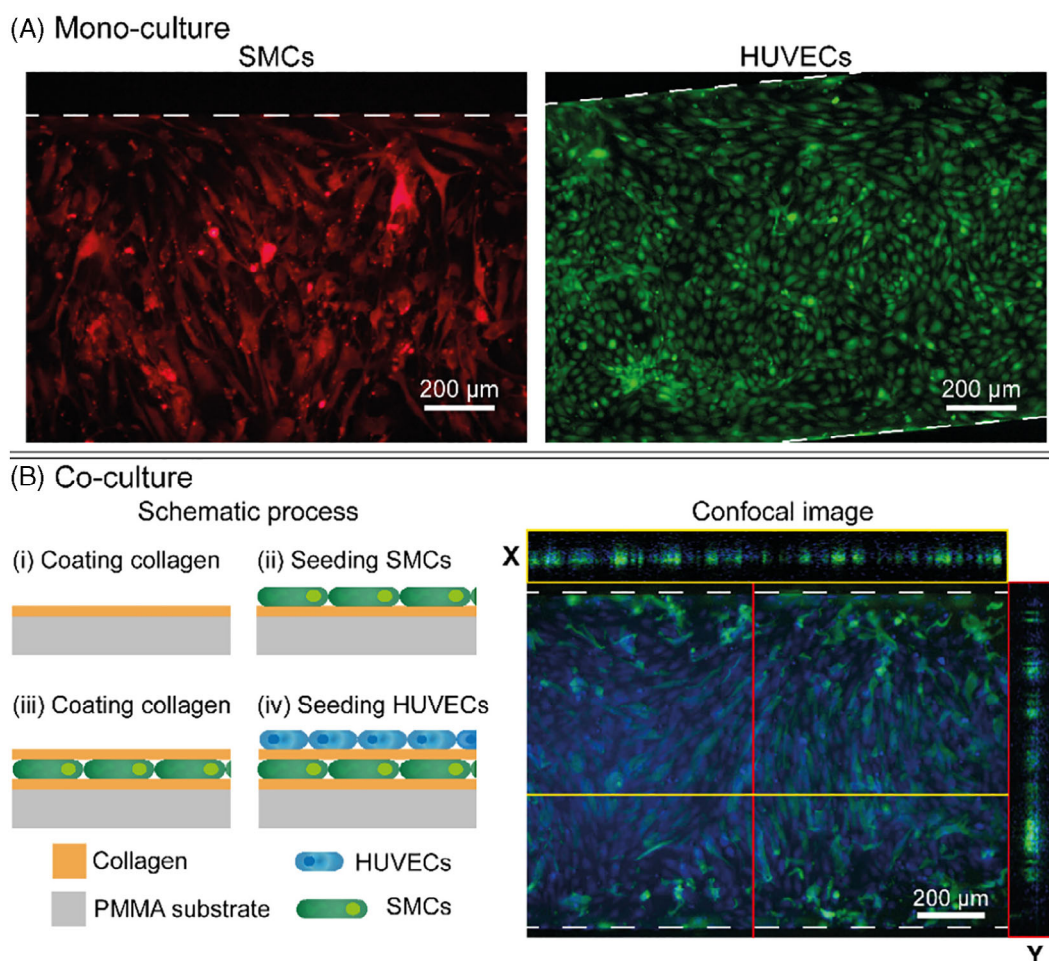 (A) Mono-culture
SMCs
HUVECs
200 µm
200 µm
(B) Co-culture
Schematic process
Confocal image
(i) Coating collagen
(ii) Seeding SMCs
X
(iii) Coating collagen
(iv) Seeding HUVECs
Collagen
HUVECs
PMMA substrate
SMCs
200 µm
Y